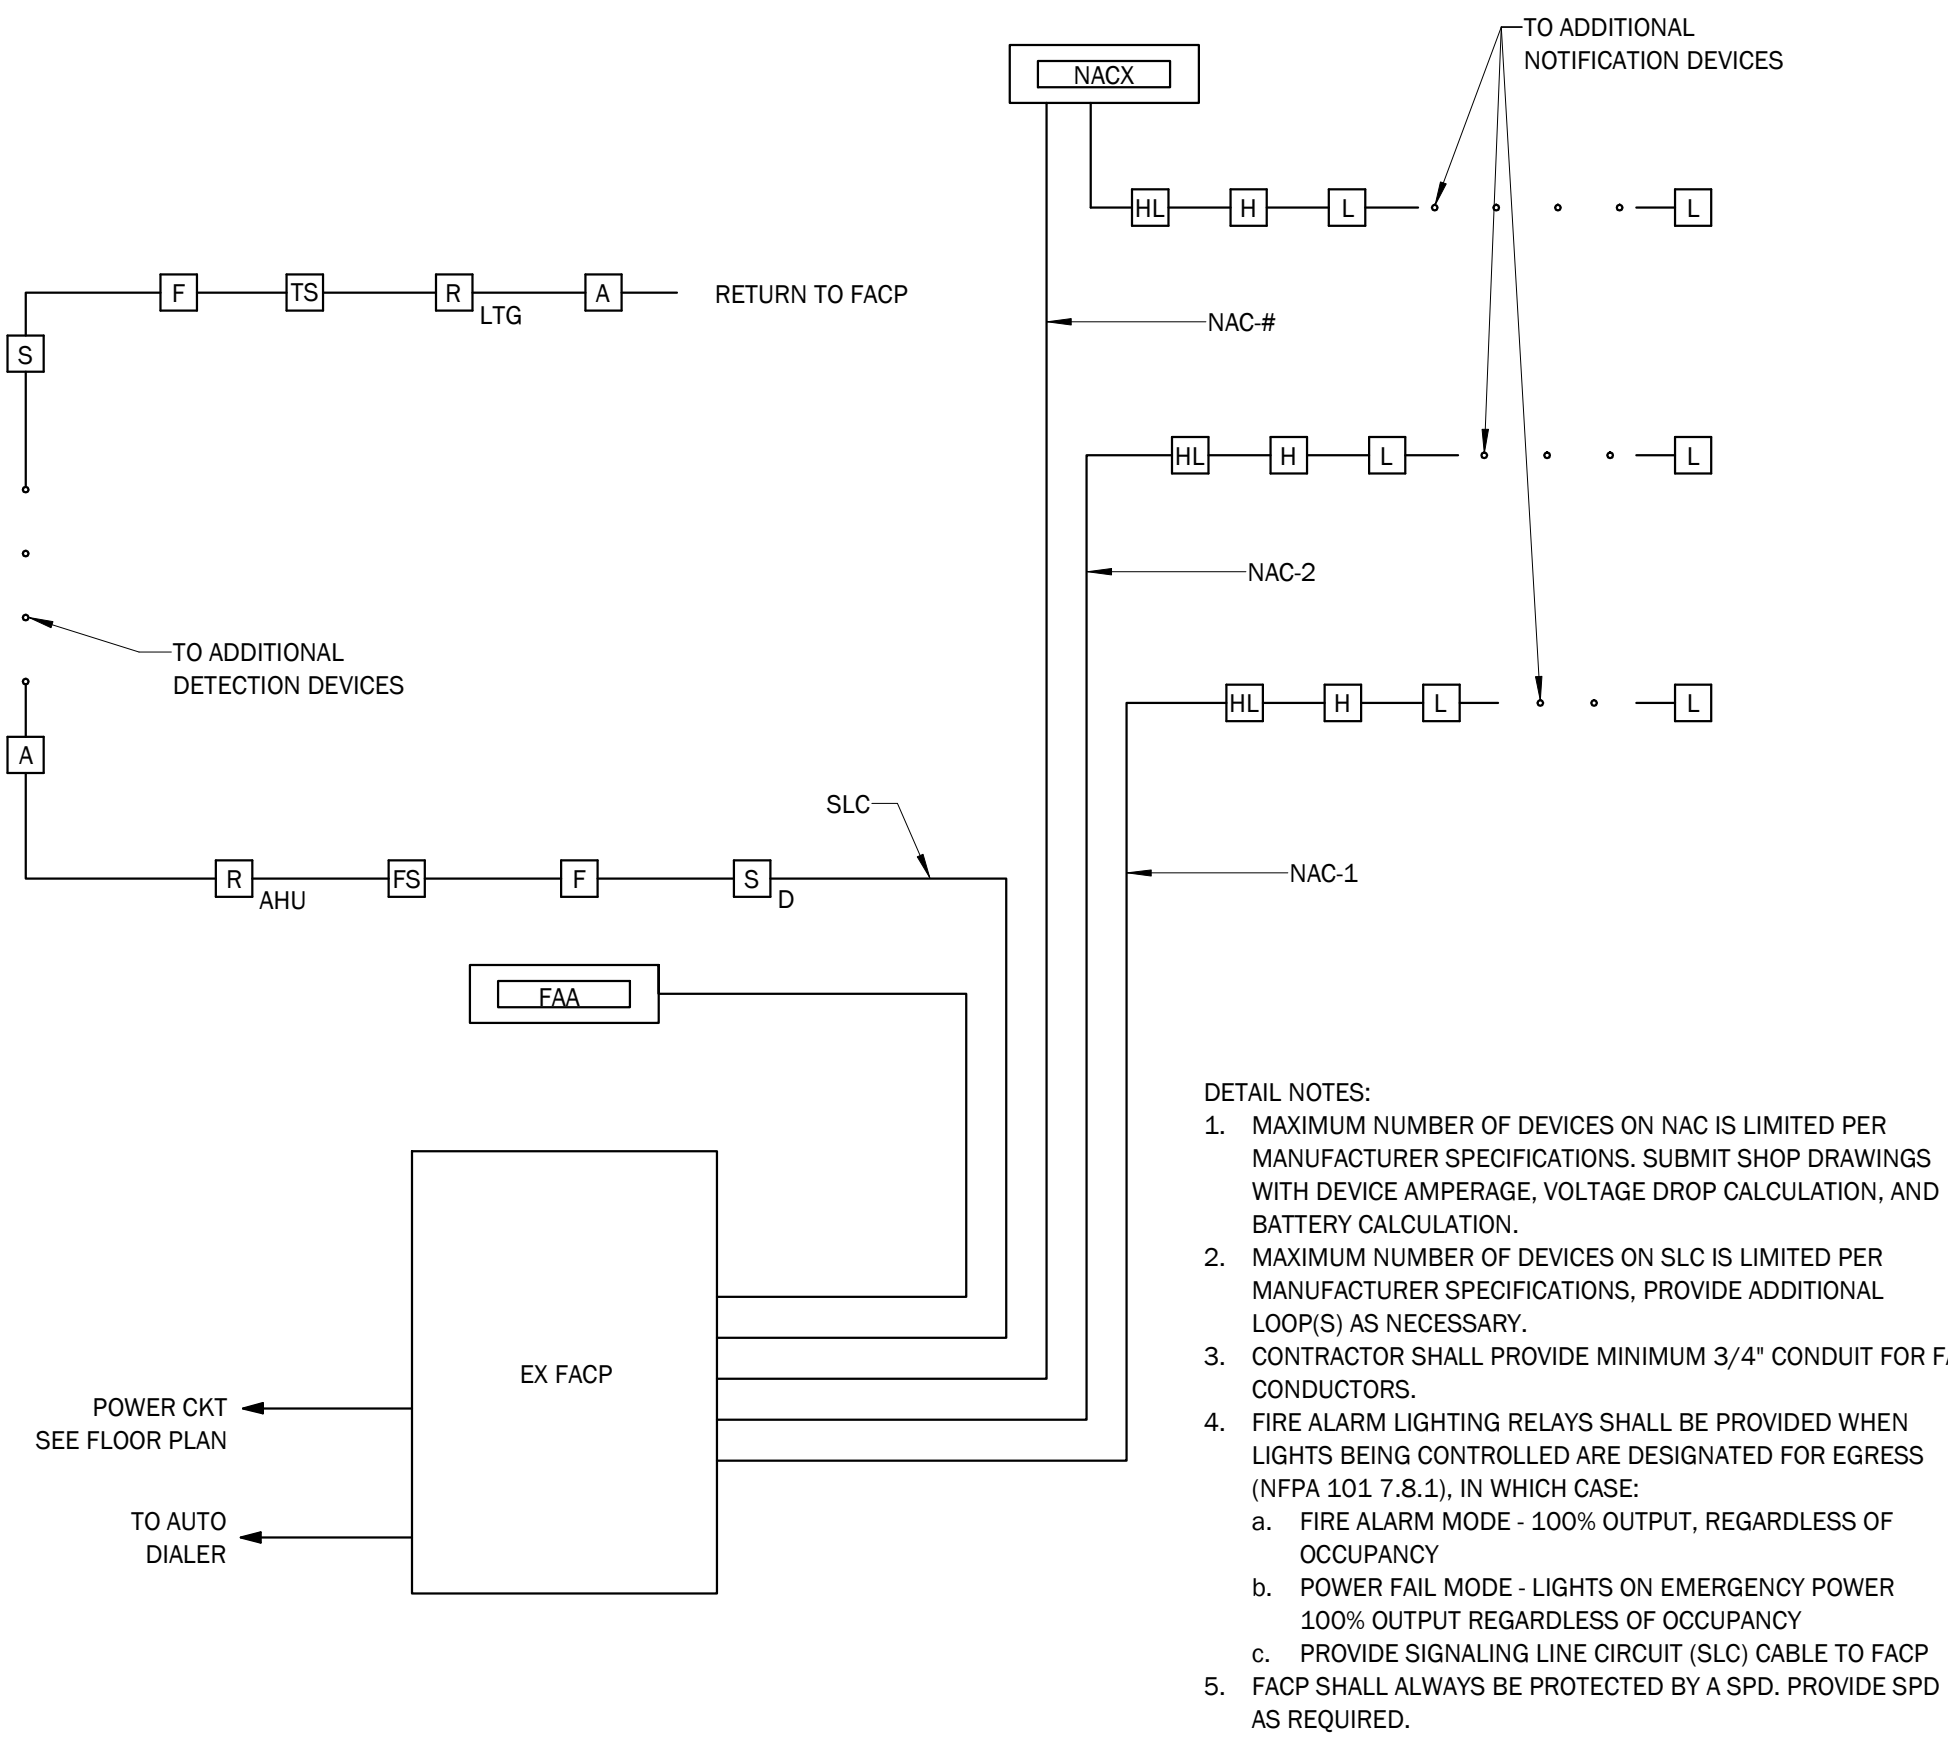 TO ADDITIONAL
NOTIFICATION DEVICES
NACX
HL H L L
F TS R A RETURN TO FACP
LTG
NAC-#
S
HL H L L
NAC-2
TO ADDITIONAL
DETECTION DEVICES
HL H L L
A
SLC
NAC-1
R FS F S
AHU D
FAA
EX FACP
POWER CKT
SEE FLOOR PLAN
TO AUTO
DIALER
DETAIL NOTES:
1. MAXIMUM NUMBER OF DEVICES ON NAC IS LIMITED PER
MANUFACTURER SPECIFICATIONS. SUBMIT SHOP DRAWINGS
WITH DEVICE AMPERAGE, VOLTAGE DROP CALCULATION, AND
BATTERY CALCULATION.
2. MAXIMUM NUMBER OF DEVICES ON SLC IS LIMITED PER
MANUFACTURER SPECIFICATIONS, PROVIDE ADDITIONAL
LOOP(S) AS NECESSARY.
3. CONTRACTOR SHALL PROVIDE MINIMUM 3/4" CONDUIT FOR
CONDUCTORS.
4. FIRE ALARM LIGHTING RELAYS SHALL BE PROVIDED WHEN
LIGHTS BEING CONTROLLED ARE DESIGNATED FOR EGRESS
(NFPA 101 7.8.1), IN WHICH CASE:
a. FIRE ALARM MODE - 100% OUTPUT, REGARDLESS OF
OCCUPANCY
b. POWER FAIL MODE - LIGHTS ON EMERGENCY POWER
100% OUTPUT REGARDLESS OF OCCUPANCY
c. PROVIDE SIGNALING LINE CIRCUIT (SLC) CABLE TO FACP
5. FACP SHALL ALWAYS BE PROTECTED BY A SPD. PROVIDE SPD
AS REQUIRED.